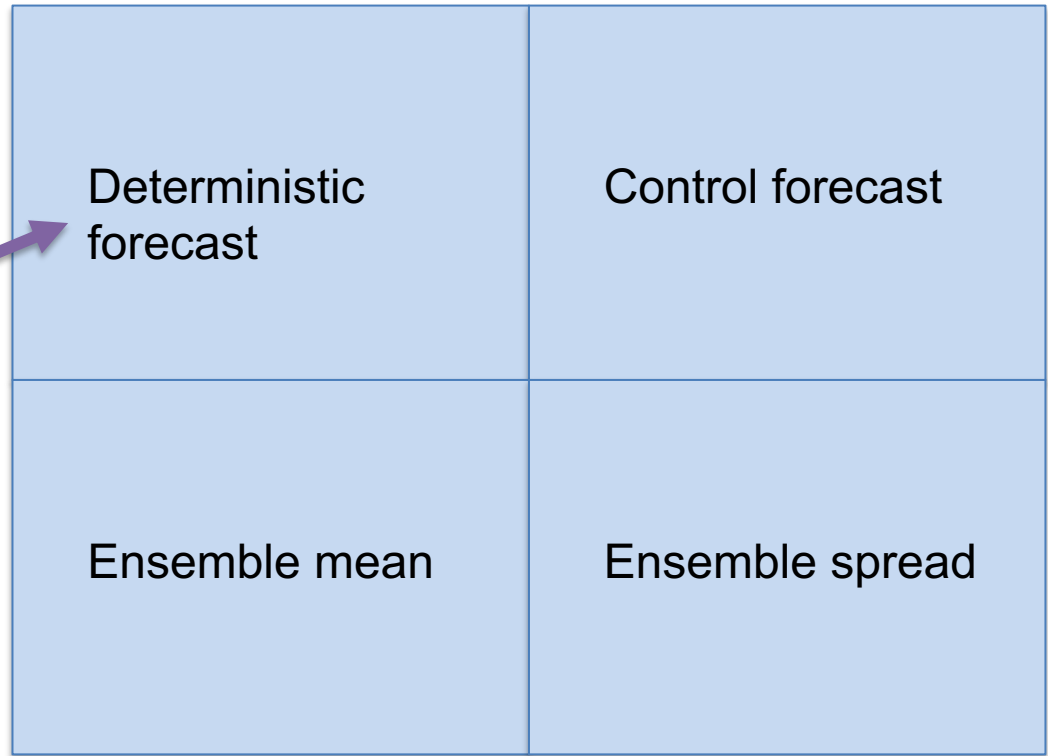 Deterministic
forecast
Control forecast
Ensemble mean
Ensemble spread